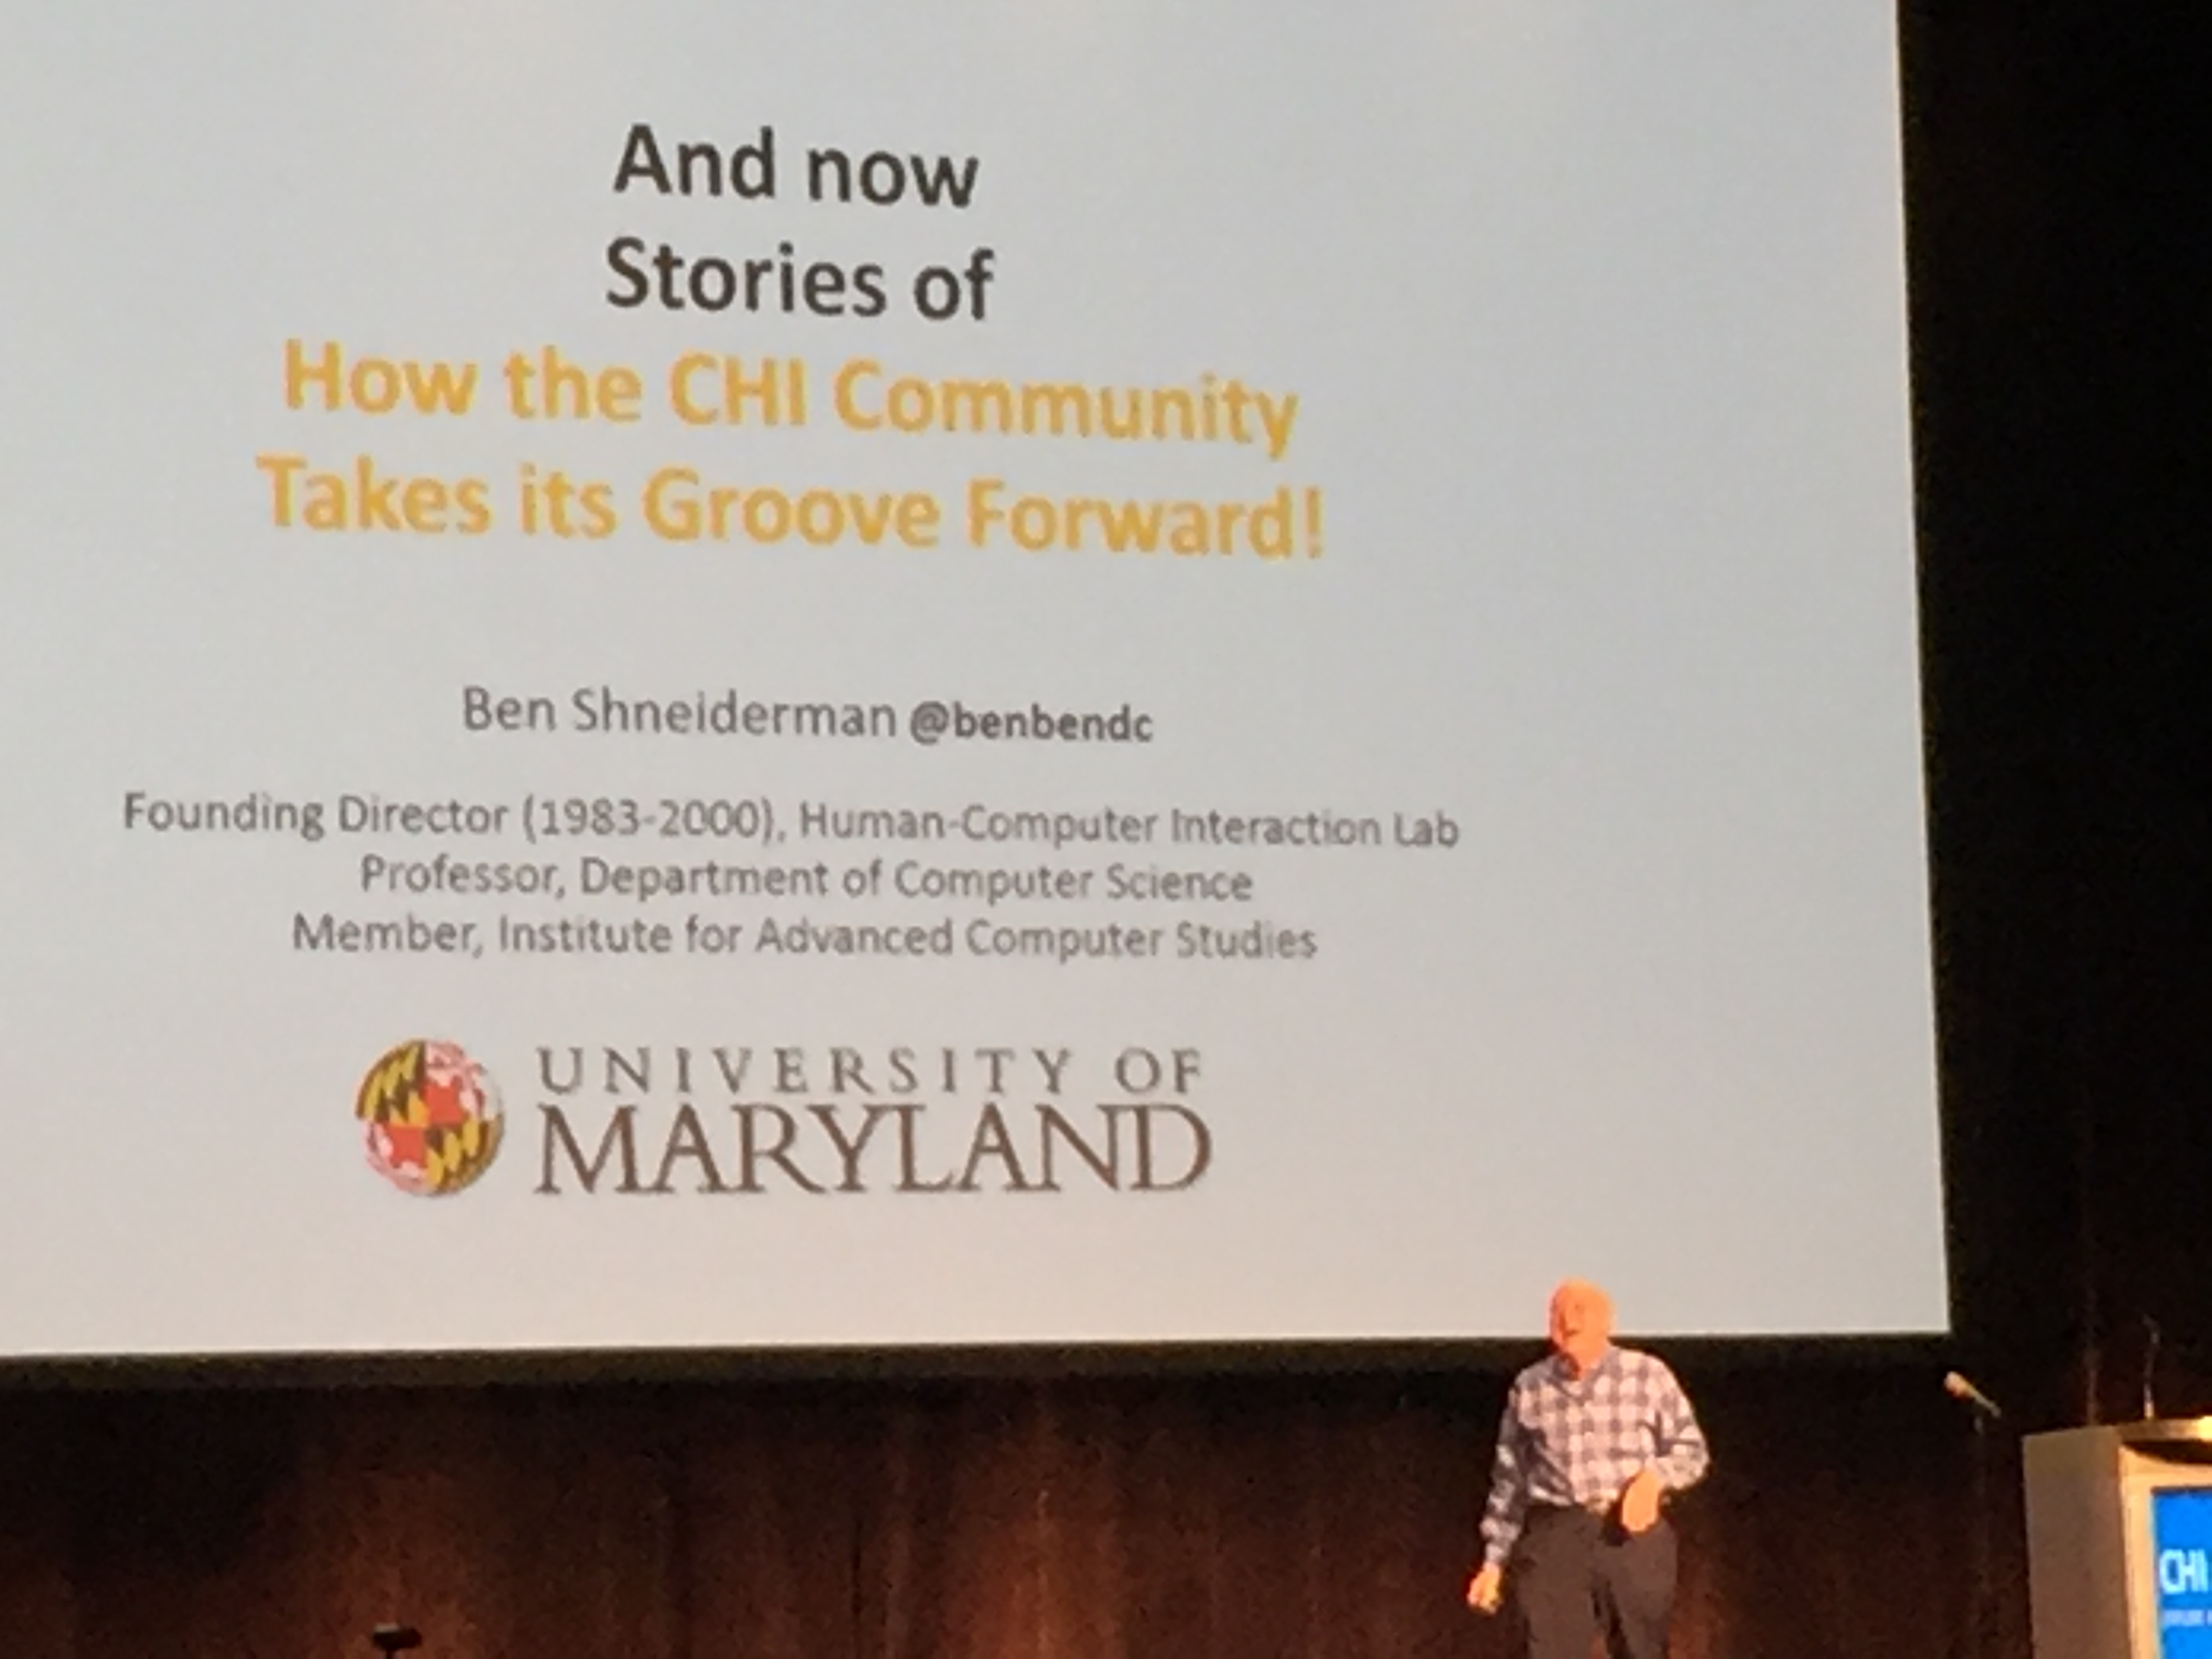 And now
Stories of
How the CHI Community
Takes its Groove Forward!
Ben Shneiderman @benbendc
Founding Director (1983-2000), Human-Computer Interaction Lab
Professor, Department of Computer Science
Member, Institute for Advanced Computer Studies
UNIVERSITY OF
MARYLAND
CHI